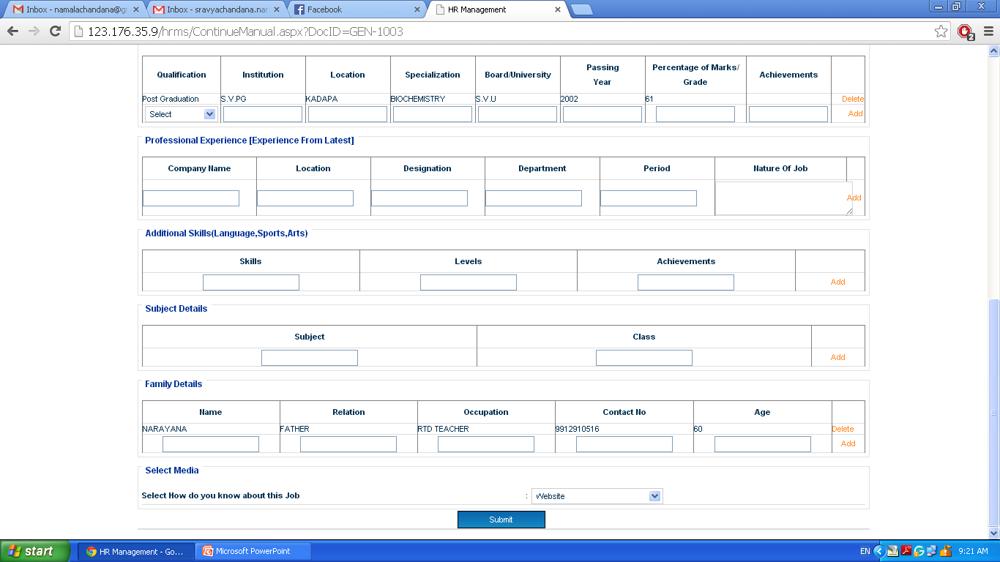 Inbox - namalachandana@g
Inbox - sravyachandana.nar
Facebook
HR Management
123.176.35.9/hrms/ContinueManual.aspx?DocID=GEN-1003
2
Qualification Institution Location Specialization Board/University Passing Year Percentage of Marks/ Grade Achievements
Post Graduation S.V.PG KADAPA BIOCHEMISTRY S.V.U 2002 61 Delete
Select Add
Professional Experience [Experience From Latest]
Company Name Location Designation Department Period Nature Of Job
Add
Additional Skills(Language,Sports,Arts)
Skills Levels Achievements
Add
Subject Details
Subject Class
Add
Family Details
Name Relation Occupation Contact No Age
NARAYANA FATHER RTD TEACHER 9912910516 60 Delete
Add
Select Media
Select How do you know about this Job : Website
Submit
start HR Management - Go... Microsoft PowerPoint EN 9:21 AM